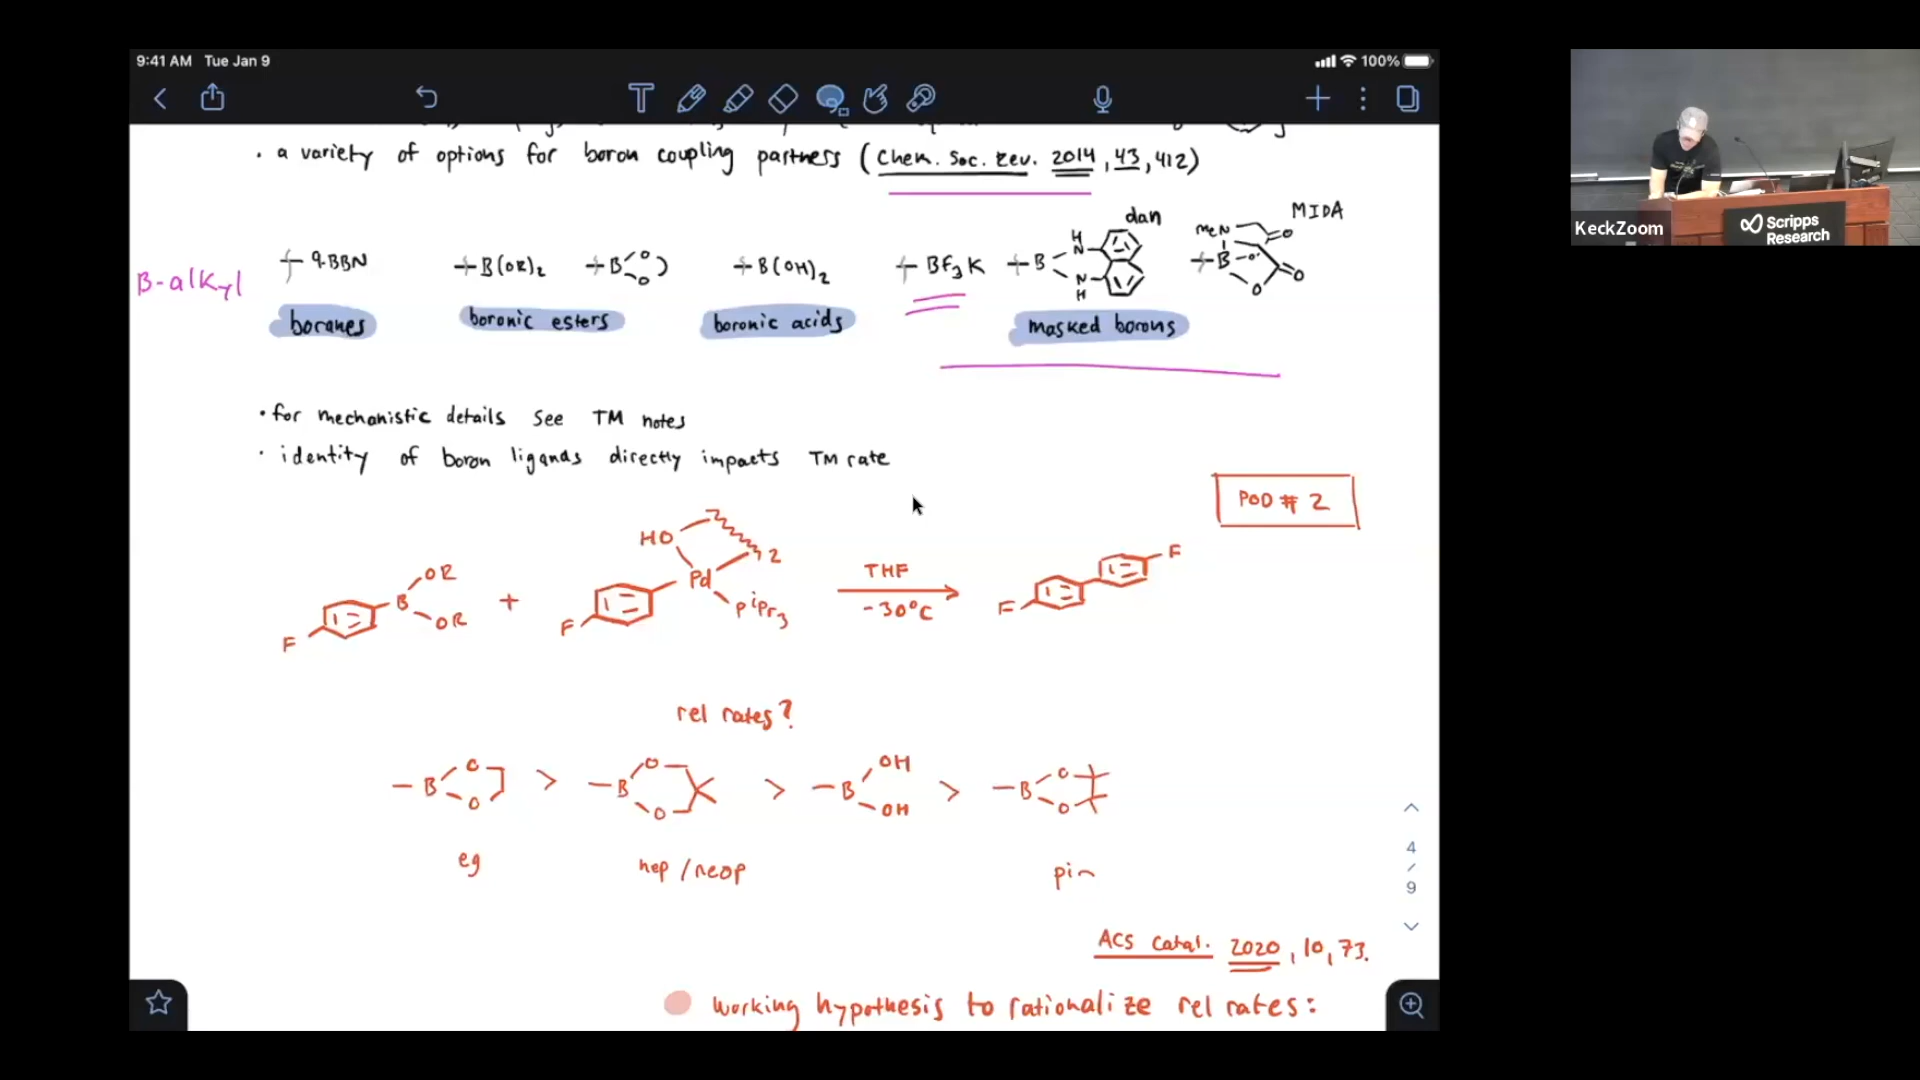 9:41 AM Tue Jan 9
100%
. a variety of options for boron coupling partners (Chem. Soc. Rev. 2014, 43, 412)
B-alkyl
9-BBN
B(OR)2
B
O
O
B(OH)2
BF3K
B
H
N
N
H
dan
MeN
B
O
O
O
O
MIDA
boranes
boronic esters
boronic acids
masked borons
• for mechanistic details see TM notes
· identity of boron ligands directly impacts TM rate
POD # 2
F
B
OR
OR
+
HO
2
Pd
PiPr3
F
THF
-30°C
F
F
rel rates?
B
O
O
>
B
O
O
>
B
OH
OH
>
B
O
O
eg
nep / neop
pin
ACS Catal. 2020, 10, 73.
working hypothesis to rationalize rel rates:
4
/
9
KeckZoom
Scripps
Research